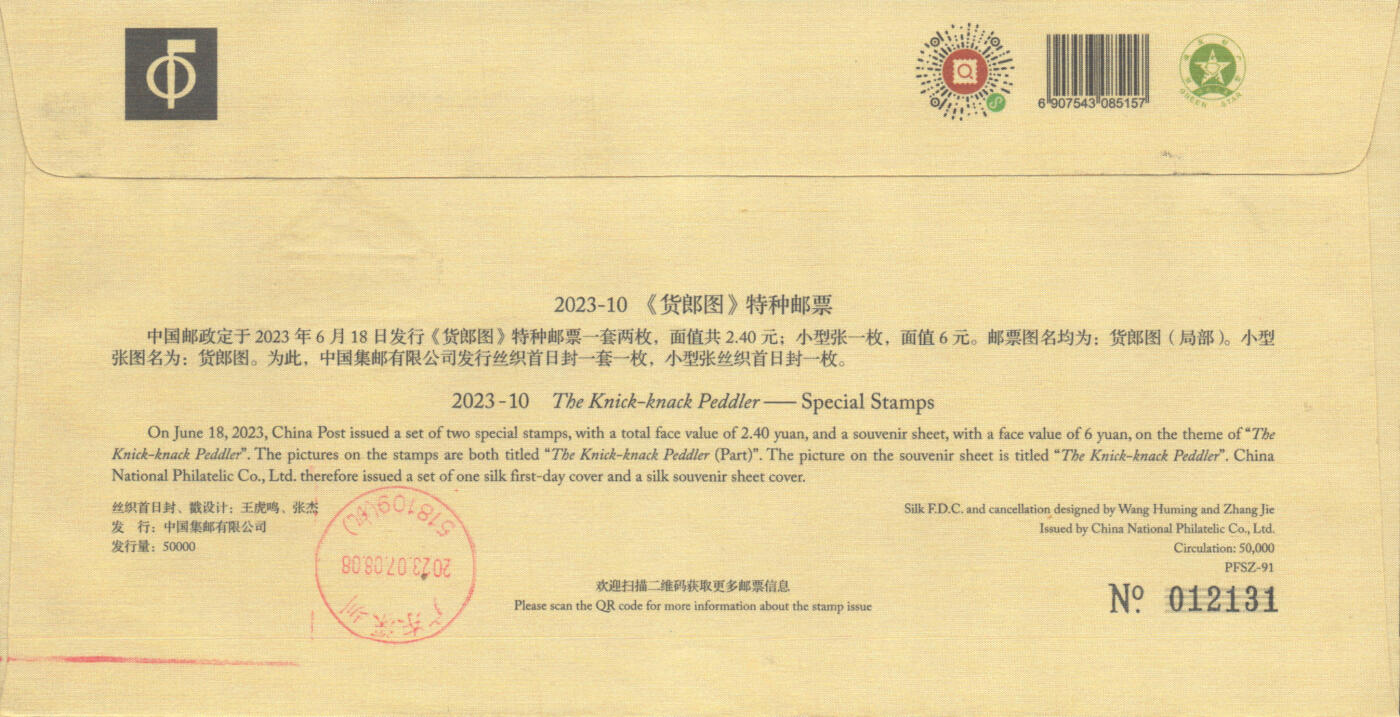 6 907543 085157
GREEN STAR
2023-10 《货郎图》特种邮票
中国邮政定于 2023 年 6 月 18 日发行《货郎图》特种邮票一套两枚，面值共 2.40 元；小型张一枚，面值 6 元。邮票图名均为：货郎图（局部）。小型
张图名为：货郎图。为此，中国集邮有限公司发行丝织首日封一套一枚，小型张丝织首日封一枚。
2023-10 The Knick-knack Peddler — Special Stamps
On June 18, 2023, China Post issued a set of two special stamps, with a total face value of 2.40 yuan, and a souvenir sheet, with a face value of 6 yuan, on the theme of “The
Knick-knack Peddler”. The pictures on the stamps are both titled “The Knick-knack Peddler (Part)”. The picture on the souvenir sheet is titled “The Knick-knack Peddler”. China
National Philatelic Co., Ltd. therefore issued a set of one silk first-day cover and a silk souvenir sheet cover.
丝织首日封、戳设计：王虎鸣、张杰
发 行：中国集邮有限公司
发行量：50000
Silk F.D.C. and cancellation designed by Wang Huming and Zhang Jie
Issued by China National Philatelic Co., Ltd.
Circulation: 50,000
PFSZ-91
№ 012131
广东深圳
2023.07.08.08
518109(机)
欢迎扫描二维码获取更多邮票信息
Please scan the QR code for more information about the stamp issue